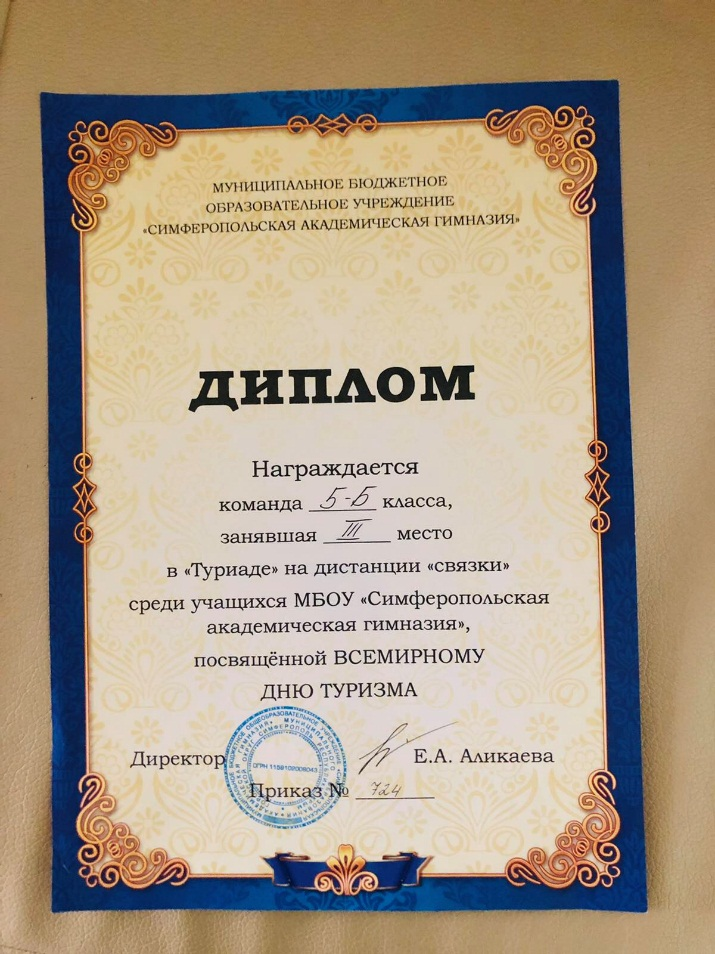 МУНИЦИПАЛЬНОЕ БЮДЖЕТНОЕ
ОБРАЗОВАТЕЛЬНОЕ УЧРЕЖДЕНИЕ
«СИМФЕРОПОЛЬСКАЯ АКАДЕМИЧЕСКАЯ ГИМНАЗИЯ»
ДИПЛОМ
Награждается
команда 5-Б класса,
занявшая III место
в «Туриаде» на дистанции «связки»
среди учащихся МБОУ «Симферопольская
академическая гимназия»,
посвящённой ВСЕМИРНОМУ
ДНЮ ТУРИЗМА
Директор Е.А. Аликаева
Приказ № 724